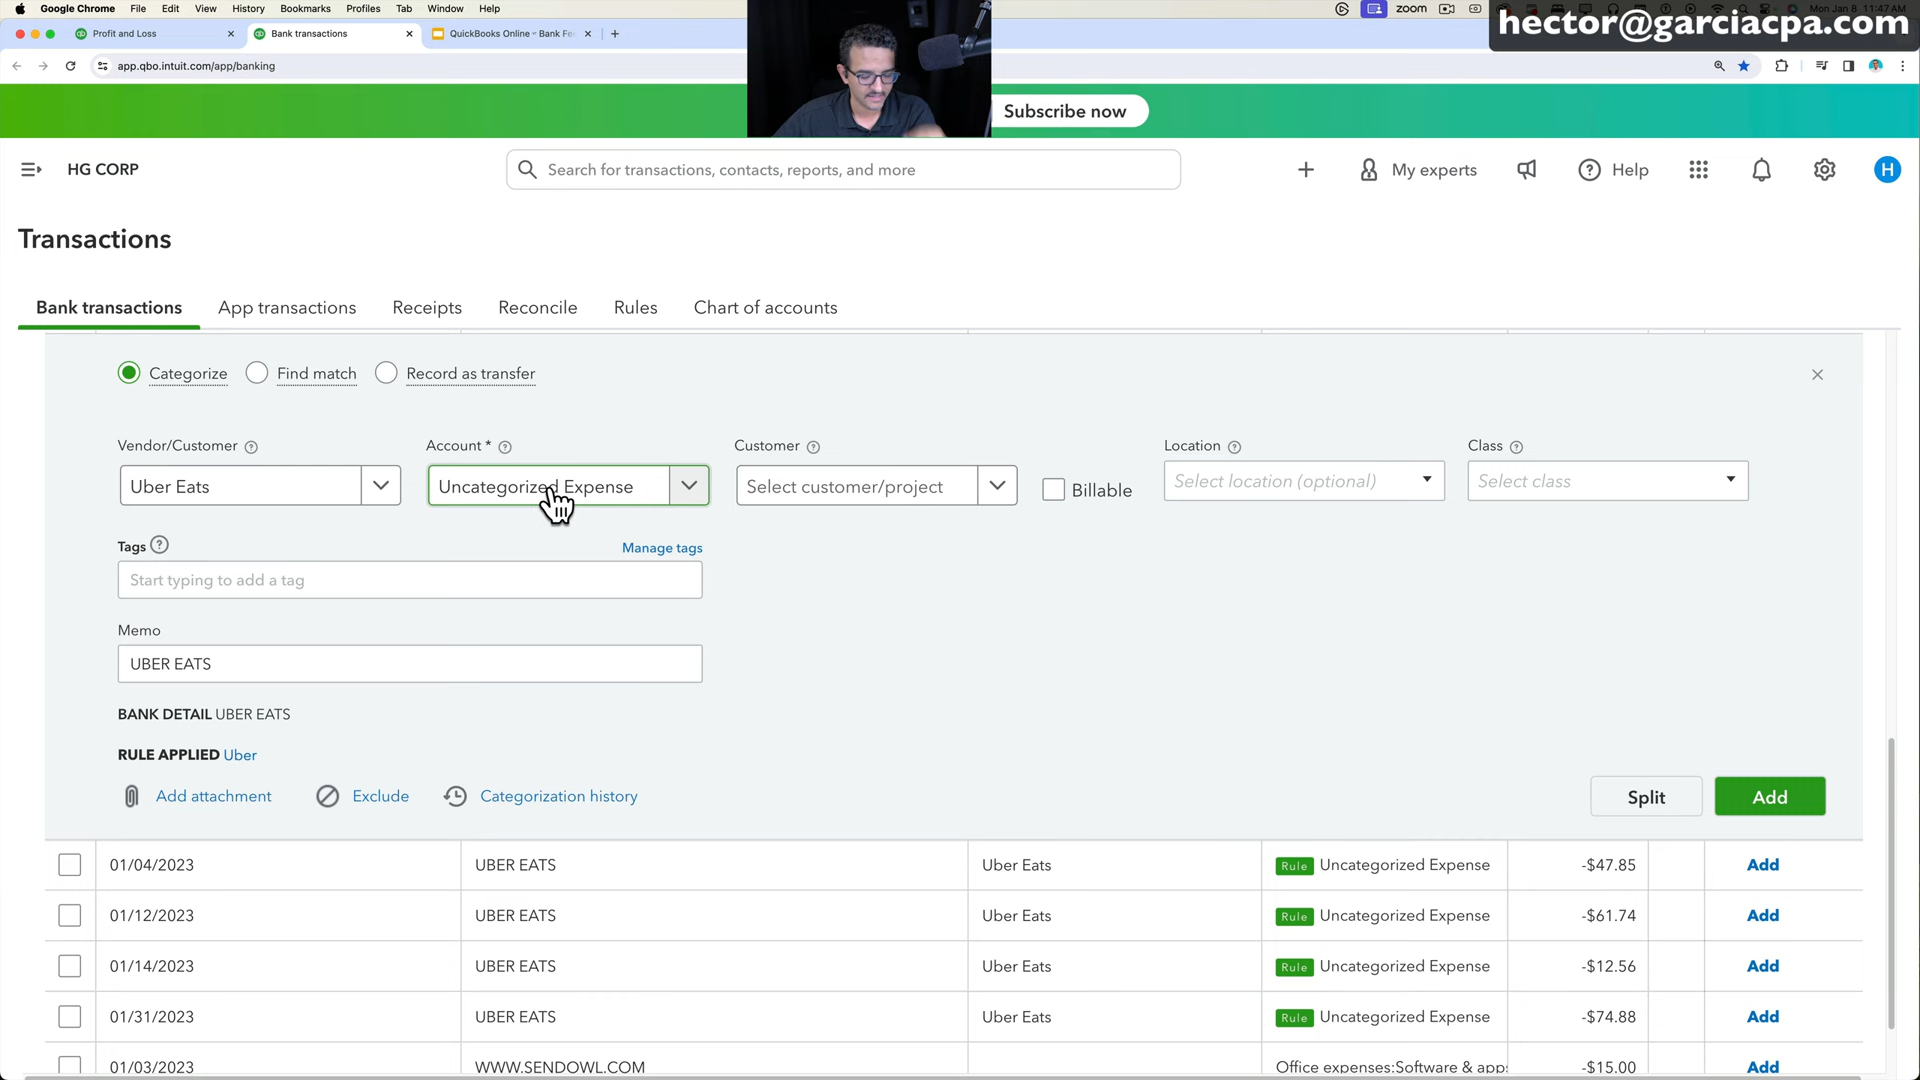 Google Chrome File Edit View History Bookmarks Profiles Tab Window Help zoom Mon Jan 8 11:47 AM
hector@garciacpa.com
Profit and Loss × Bank transactions × QuickBooks Online - Bank Fe × +
app.qbo.intuit.com/app/banking
Subscribe now
HG CORP Search for transactions, contacts, reports, and more My experts Help H
Transactions
Bank transactions App transactions Receipts Reconcile Rules Chart of accounts
Categorize Find match Record as transfer
Vendor/Customer Account * Customer Location Class
Uber Eats Uncategorized Expense Select customer/project Billable Select location (optional) Select class
Tags Manage tags
Start typing to add a tag
Memo
UBER EATS
BANK DETAIL UBER EATS
RULE APPLIED Uber
Add attachment Exclude Categorization history Split Add
01/04/2023 UBER EATS Uber Eats Rule Uncategorized Expense -$47.85 Add
01/12/2023 UBER EATS Uber Eats Rule Uncategorized Expense -$61.74 Add
01/14/2023 UBER EATS Uber Eats Rule Uncategorized Expense -$12.56 Add
01/31/2023 UBER EATS Uber Eats Rule Uncategorized Expense -$74.88 Add
01/03/2023 WWW.SENDOWL.COM Office expenses:Software & apps -$15.00 Add